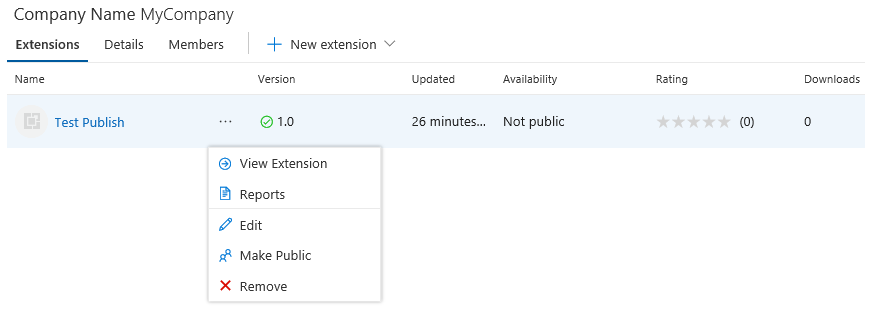 Company Name MyCompany
Extensions Details Members New extension
Name Version Updated Availability Rating Downloads
Test Publish ... 1.0 26 minutes... Not public (0) 0
View Extension
Reports
Edit
Make Public
Remove